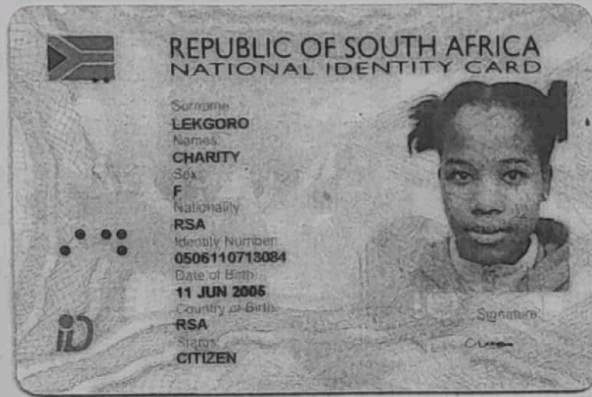 REPUBLIC OF SOUTH AFRICA
NATIONAL IDENTITY CARD
Surname
LEKGORO
Names
CHARITY
Sex
F
Nationality
RSA
Identity Number
0506110713084
Date of Birth
11 JUN 2005
Country of Birth
RSA
Status
CITIZEN
Signature
iD